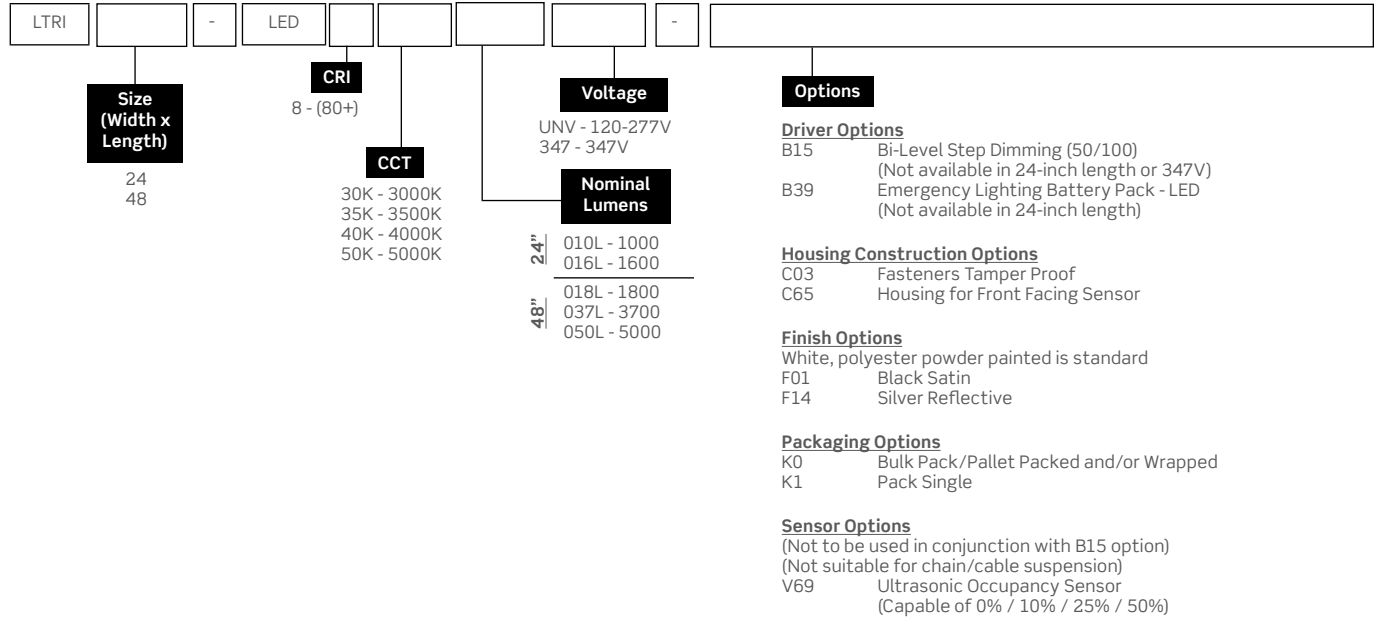 LTRI - LED -
Size
(Width x
Length)
24
48
CRI
8 - (80+)
CCT
30K - 3000K
35K - 3500K
40K - 4000K
50K - 5000K
Voltage
UNV - 120-277V
347 - 347V
Nominal
Lumens
24"
010L - 1000
016L - 1600
48"
018L - 1800
037L - 3700
050L - 5000
Options
Driver Options
B15 Bi-Level Step Dimming (50/100)
(Not available in 24-inch length or 347V)
B39 Emergency Lighting Battery Pack - LED
(Not available in 24-inch length)
Housing Construction Options
C03 Fasteners Tamper Proof
C65 Housing for Front Facing Sensor
Finish Options
White, polyester powder painted is standard
F01 Black Satin
F14 Silver Reflective
Packaging Options
K0 Bulk Pack/Pallet Packed and/or Wrapped
K1 Pack Single
Sensor Options
(Not to be used in conjunction with B15 option)
(Not suitable for chain/cable suspension)
V69 Ultrasonic Occupancy Sensor
(Capable of 0% / 10% / 25% / 50%)